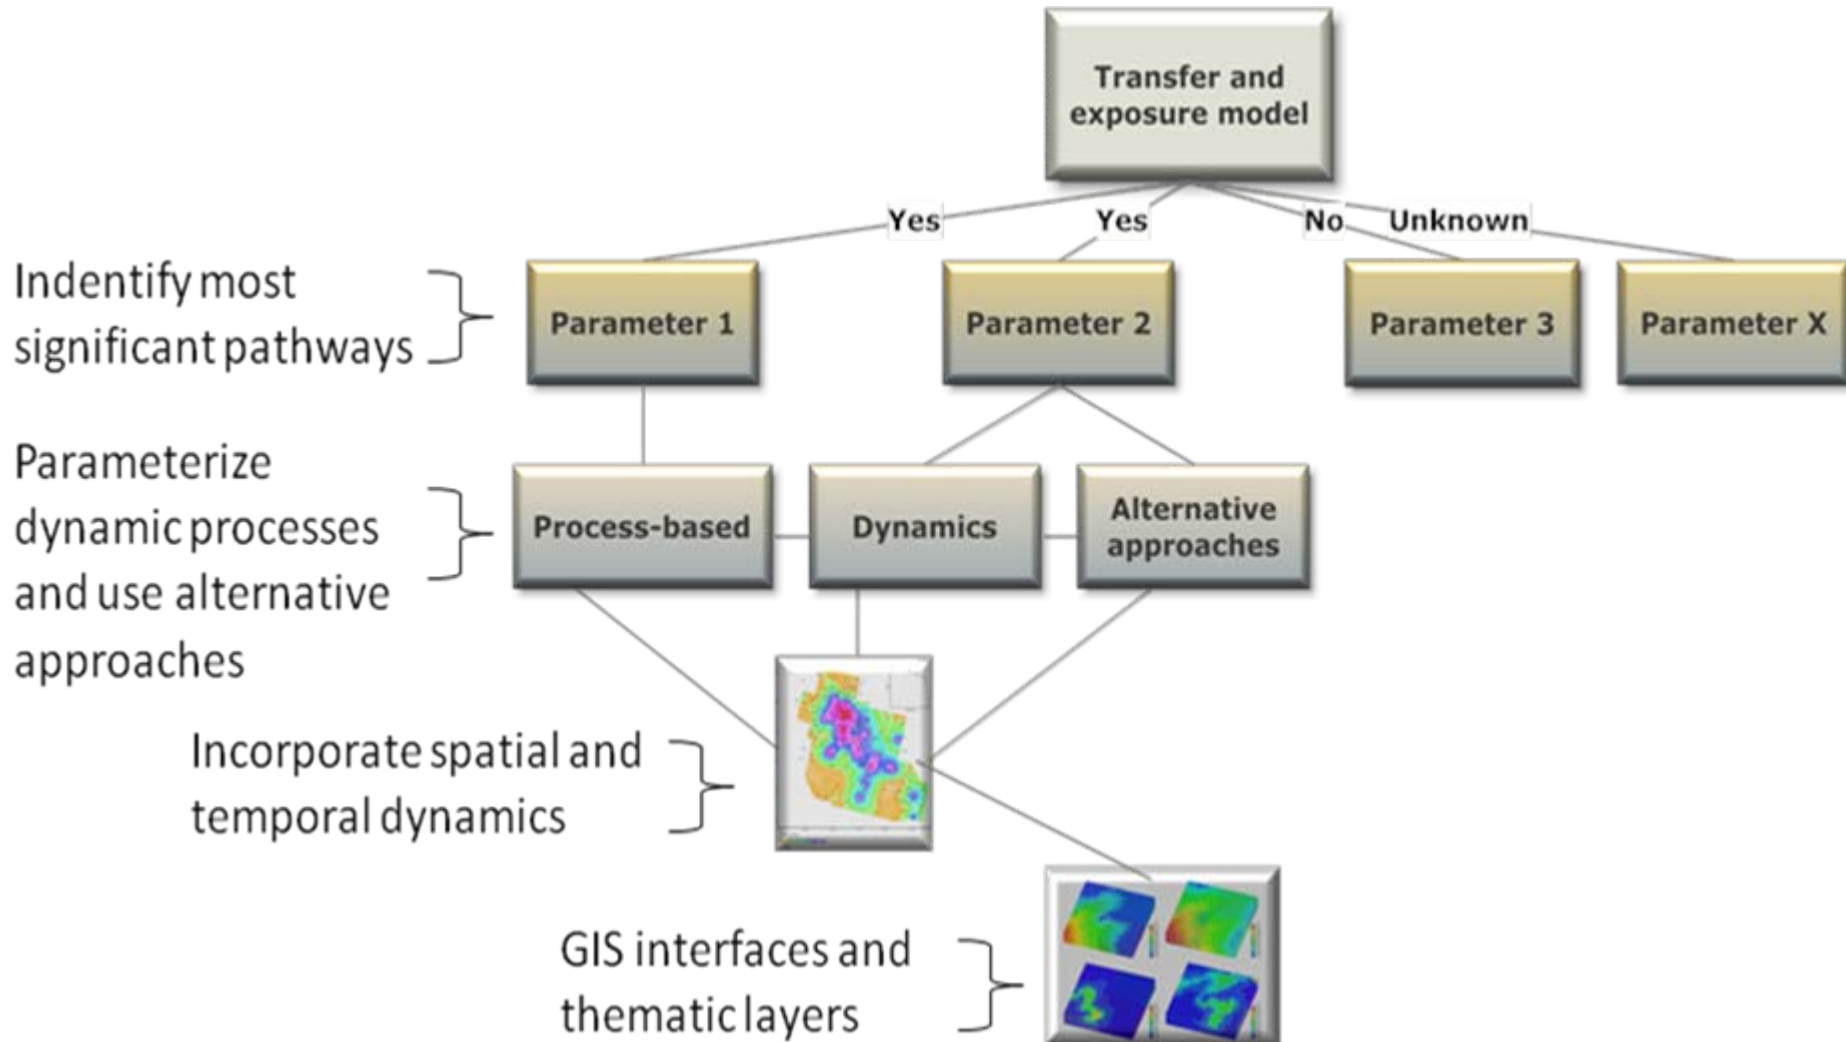 Transfer and
exposure model
Yes
Yes
No
Unknown
Indentify most
significant pathways
Parameter 1
Parameter 2
Parameter 3
Parameter X
Parameterize
dynamic processes
and use alternative
approaches
Process-based
Dynamics
Alternative
approaches
Incorporate spatial and
temporal dynamics
GIS interfaces and
thematic layers